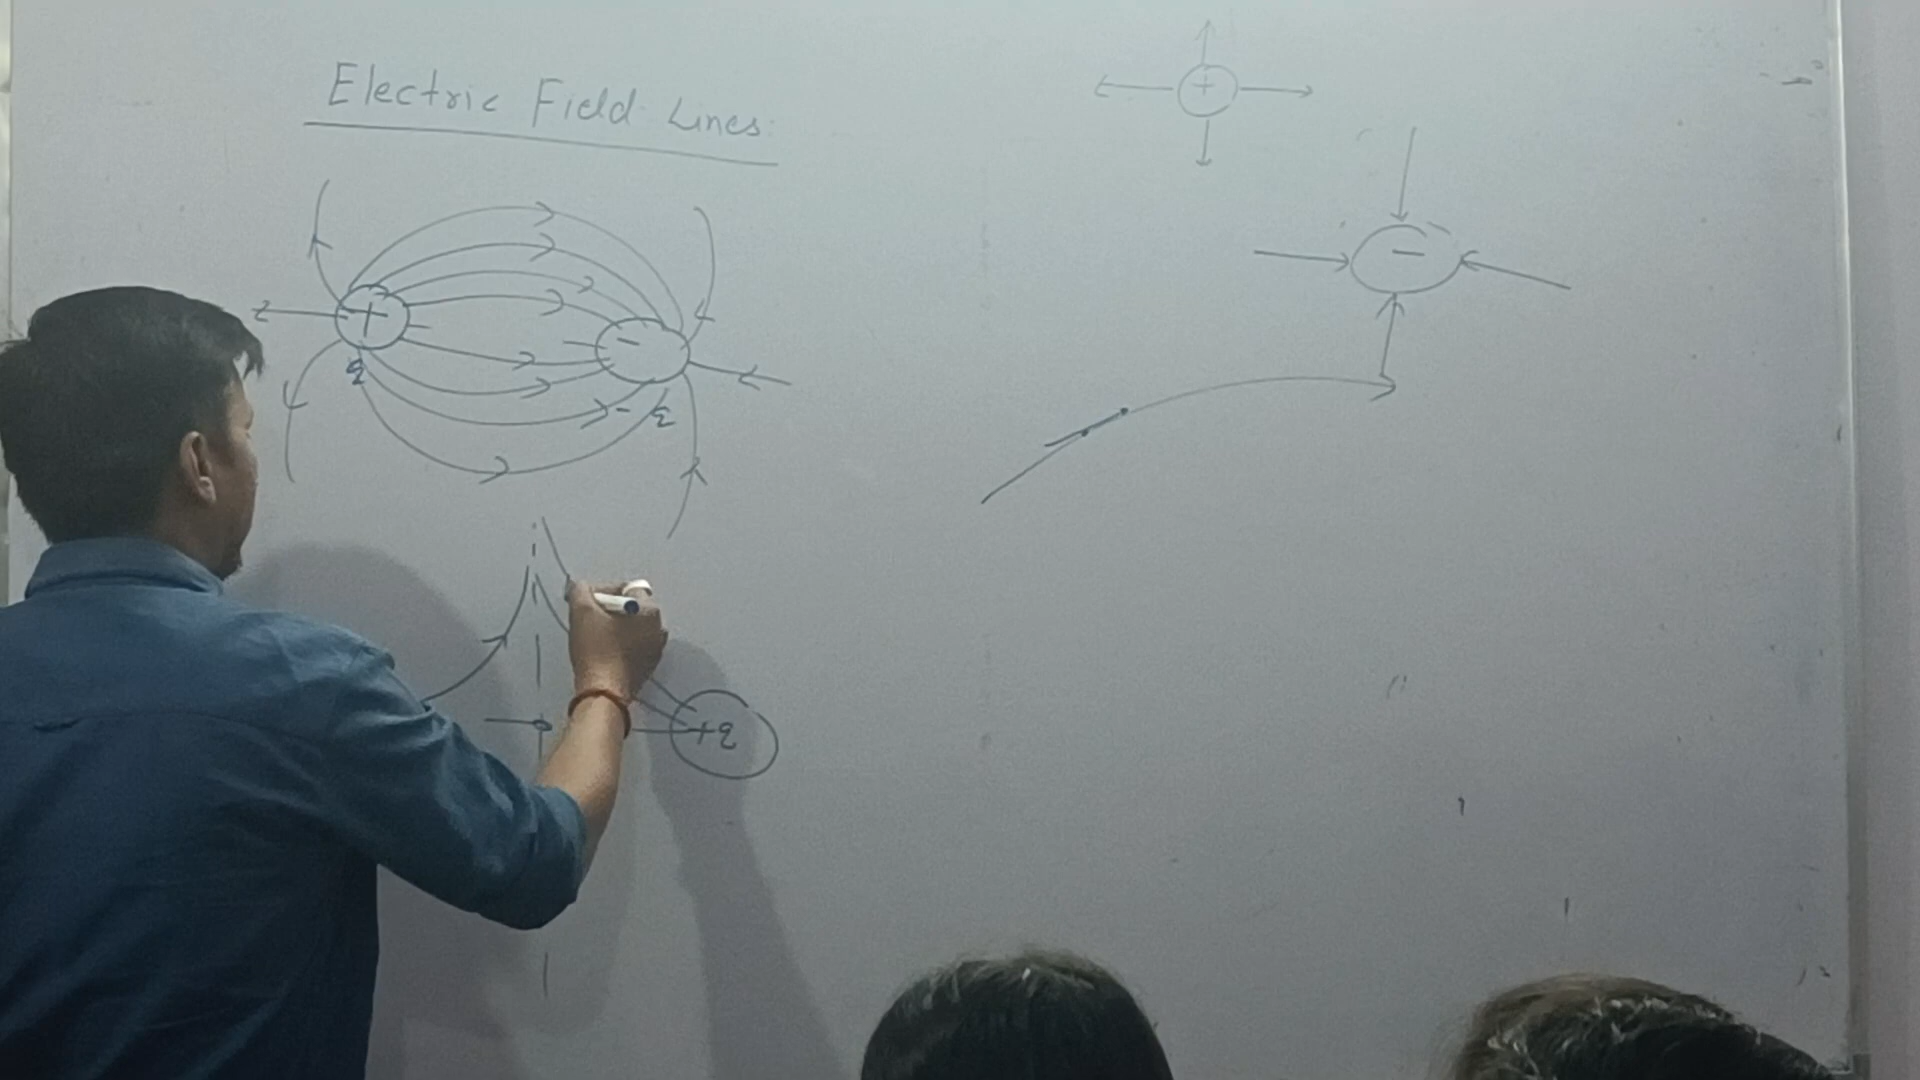 Electric Field Lines:
+
-
+
-
q
- q
+q